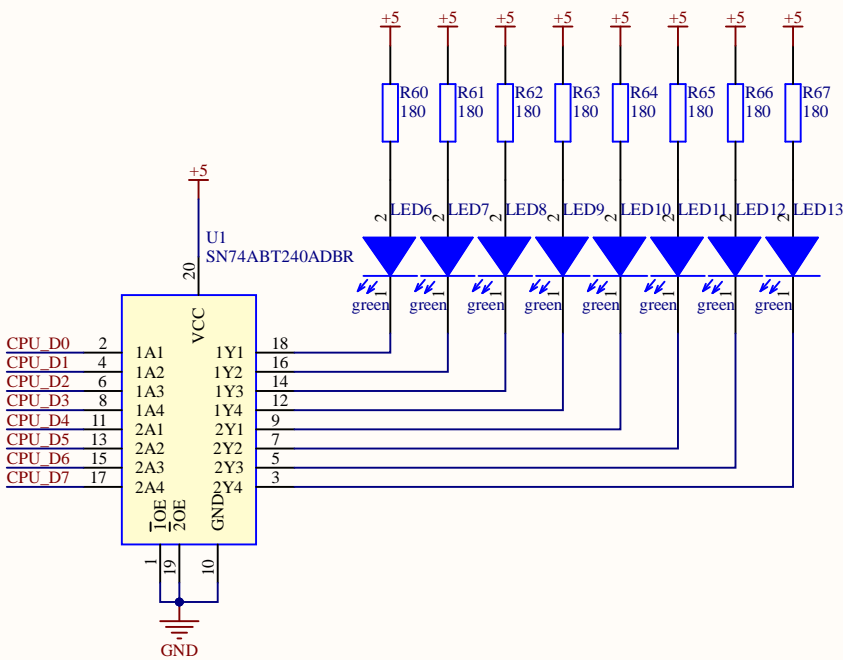 +5 +5 +5 +5 +5 +5 +5 +5
R60 R61 R62 R63 R64 R65 R66 R67
180 180 180 180 180 180 180 180
+5
2 LED6 2 LED7 2 LED8 2 LED9 2 LED10 2 LED11 2 LED12 2 LED13
U1
SN74ABT240ADBR
20
VCC
1 1 1 1 1 1 1 1
green green green green green green green green
CPU_D0 2 1A1 1Y1 18
CPU_D1 4 1A2 1Y2 16
CPU_D2 6 1A3 1Y3 14
CPU_D3 8 1A4 1Y4 12
CPU_D4 11 2A1 2Y1 9
CPU_D5 13 2A2 2Y2 7
CPU_D6 15 2A3 2Y3 5
CPU_D7 17 2A4 2Y4 3
1OE 2OE GND
1 19 10
GND